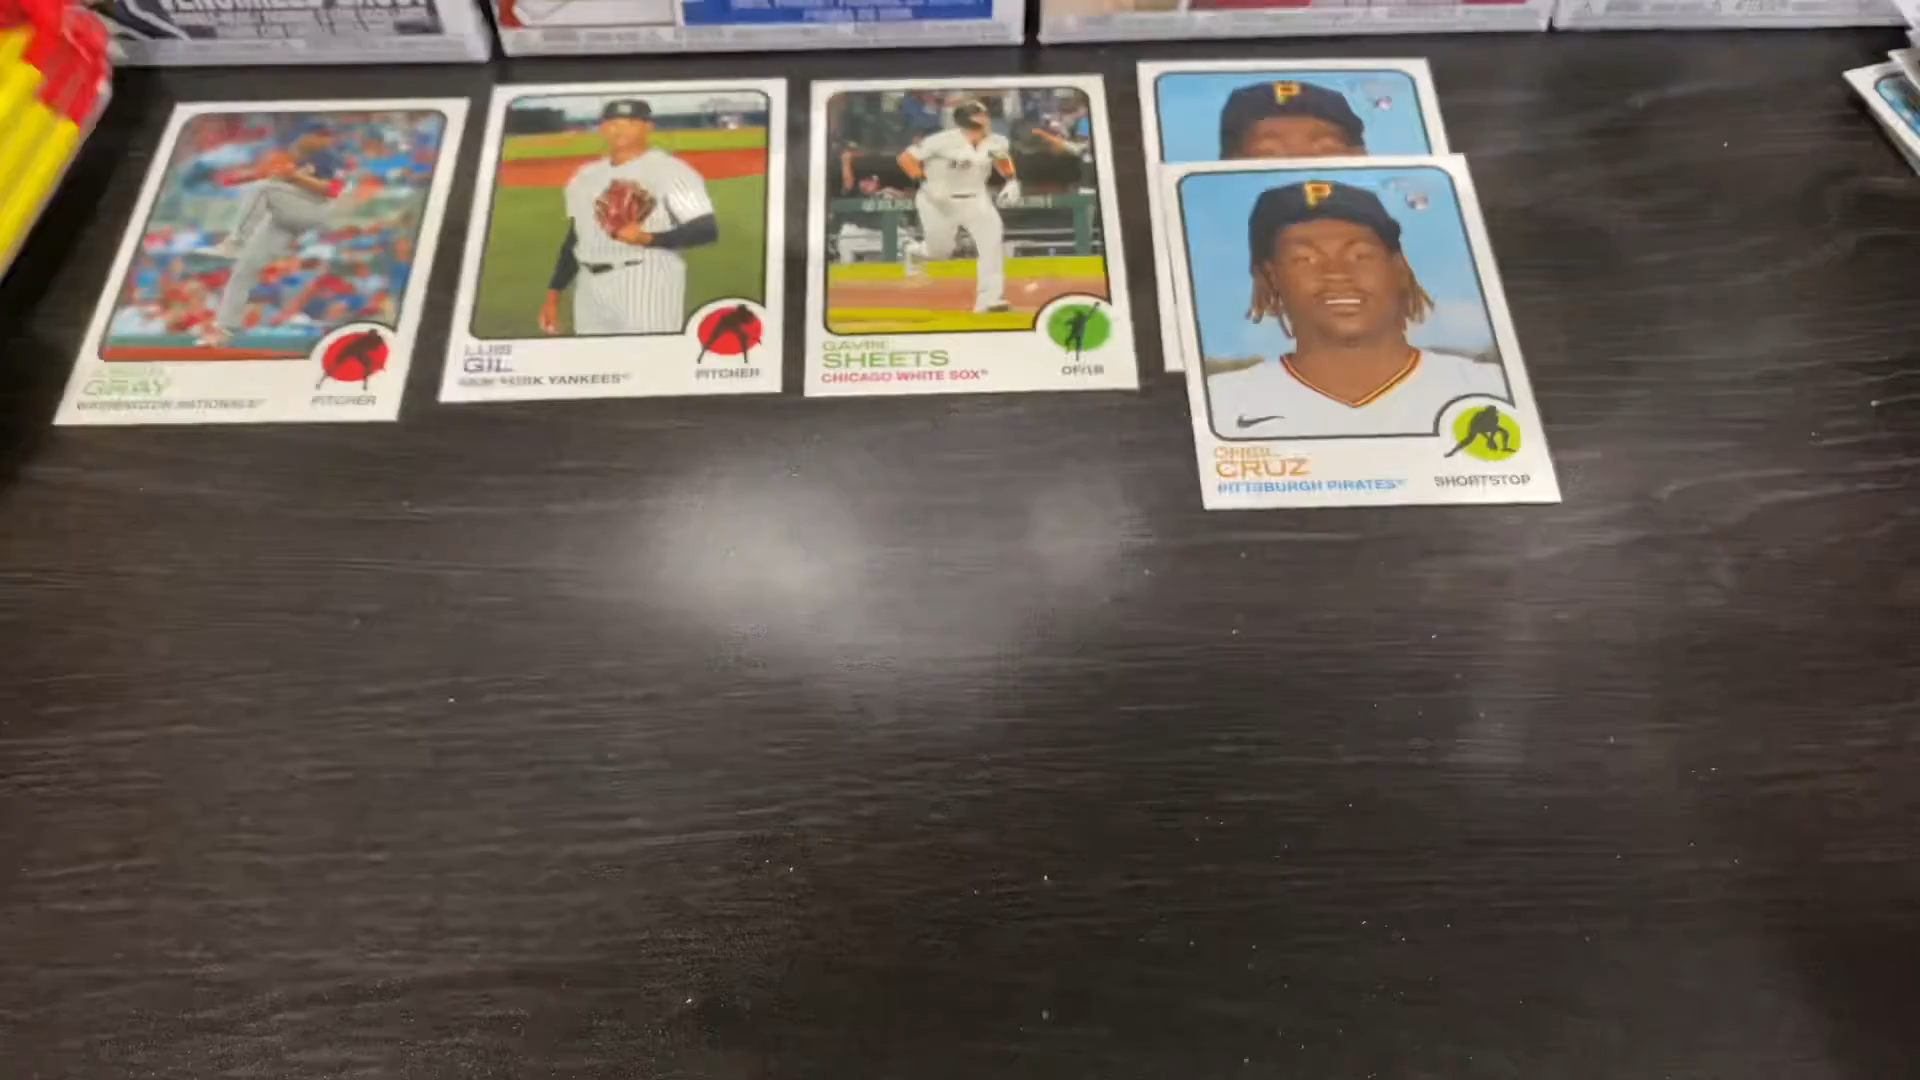 GRAY
WASHINGTON NATIONALS
PITCHER
LUIS
GIL
NEW YORK YANKEES
PITCHER
GAVIN
SHEETS
CHICAGO WHITE SOX
OF/1B
P
P
ONEIL
CRUZ
PITTSBURGH PIRATES
SHORTSTOP